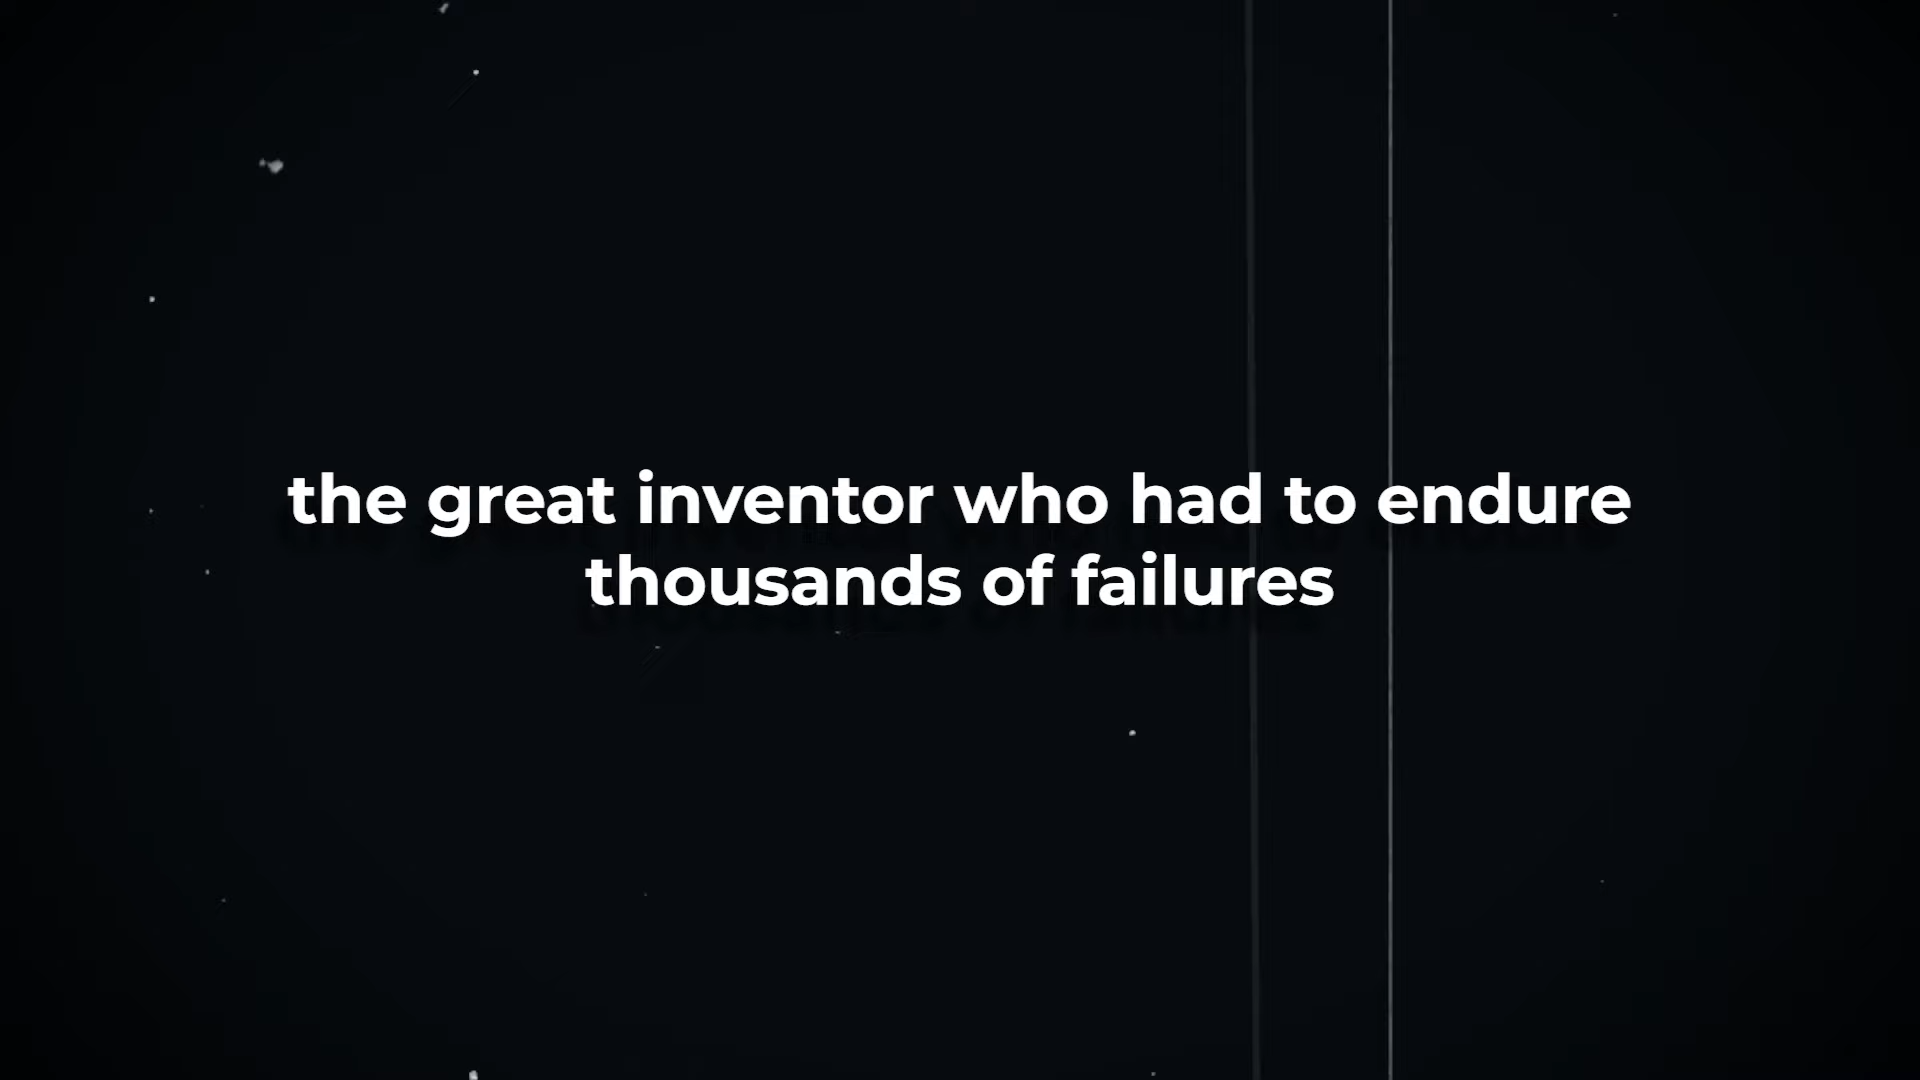 the great inventor who had to endure
thousands of failures